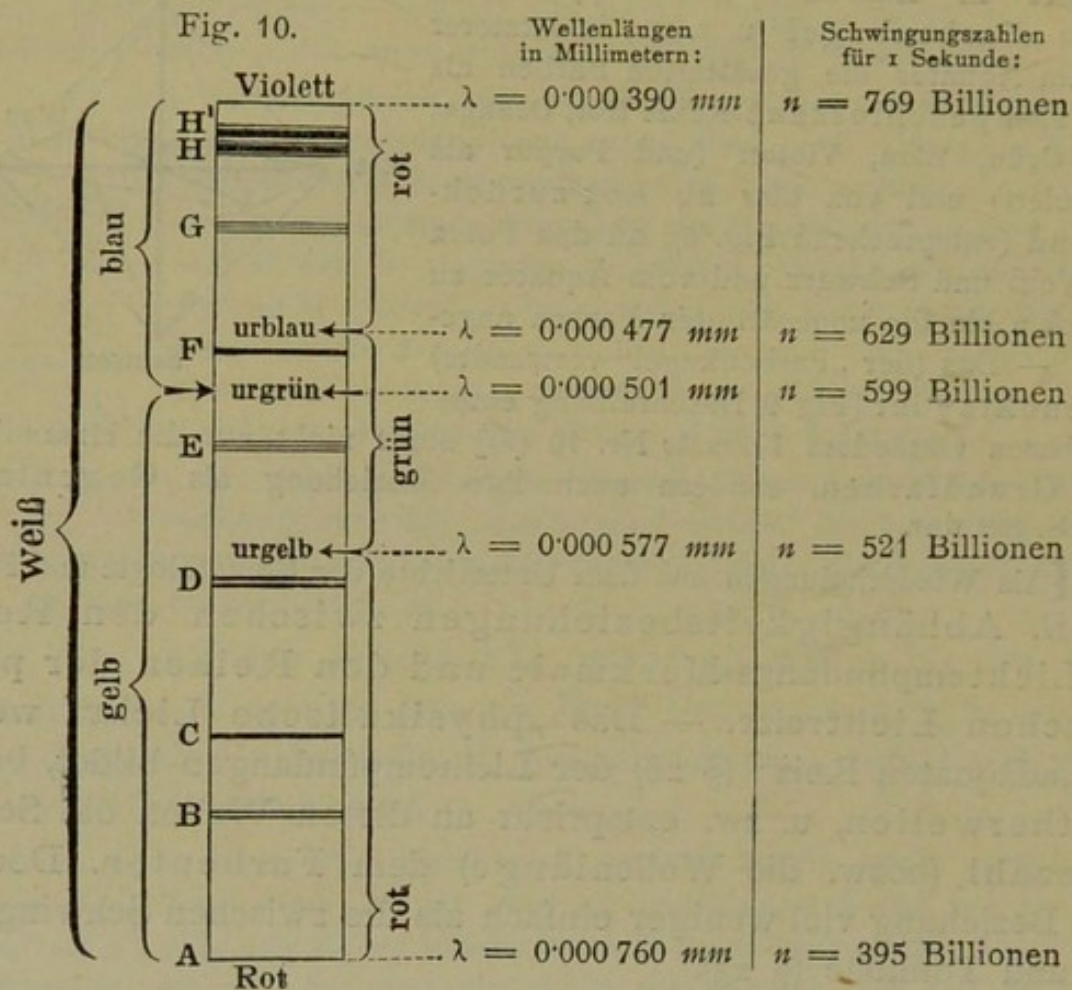 Fig. 10.
Wellenlängen
in Millimetern:
Schwingungszahlen
für 1 Sekunde:
Violett
λ = 0·000 390 mm
n = 769 Billionen
H¹
H
rot
G
blau
urblau
λ = 0·000 477 mm
n = 629 Billionen
F
urgrün
λ = 0·000 501 mm
n = 599 Billionen
E
grün
weiß
urgelb
λ = 0·000 577 mm
n = 521 Billionen
D
gelb
C
B
rot
A
λ = 0·000 760 mm
n = 395 Billionen
Rot